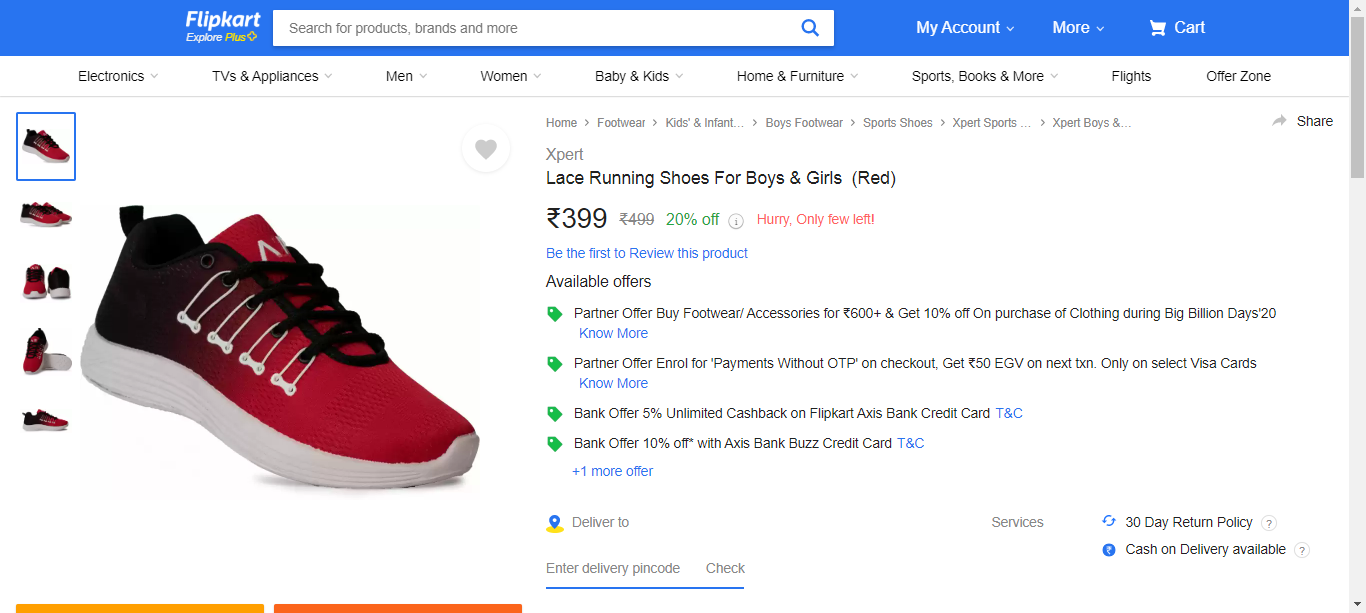 Flipkart
Explore Plus
Search for products, brands and more
My Account
More
Cart
Electronics
TVs & Appliances
Men
Women
Baby & Kids
Home & Furniture
Sports, Books & More
Flights
Offer Zone
Home > Footwear > Kids' & Infant... > Boys Footwear > Sports Shoes > Xpert Sports ... > Xpert Boys &...
Share
Xpert
Lace Running Shoes For Boys & Girls (Red)
₹399 ₹499 20% off i Hurry, Only few left!
Be the first to Review this product
Available offers
Partner Offer Buy Footwear/ Accessories for ₹600+ & Get 10% off On purchase of Clothing during Big Billion Days'20
Know More
Partner Offer Enrol for 'Payments Without OTP' on checkout, Get ₹50 EGV on next txn. Only on select Visa Cards
Know More
Bank Offer 5% Unlimited Cashback on Flipkart Axis Bank Credit Card T&C
Bank Offer 10% off* with Axis Bank Buzz Credit Card T&C
+1 more offer
Deliver to
Enter delivery pincode Check
Services
30 Day Return Policy ?
₹ Cash on Delivery available ?